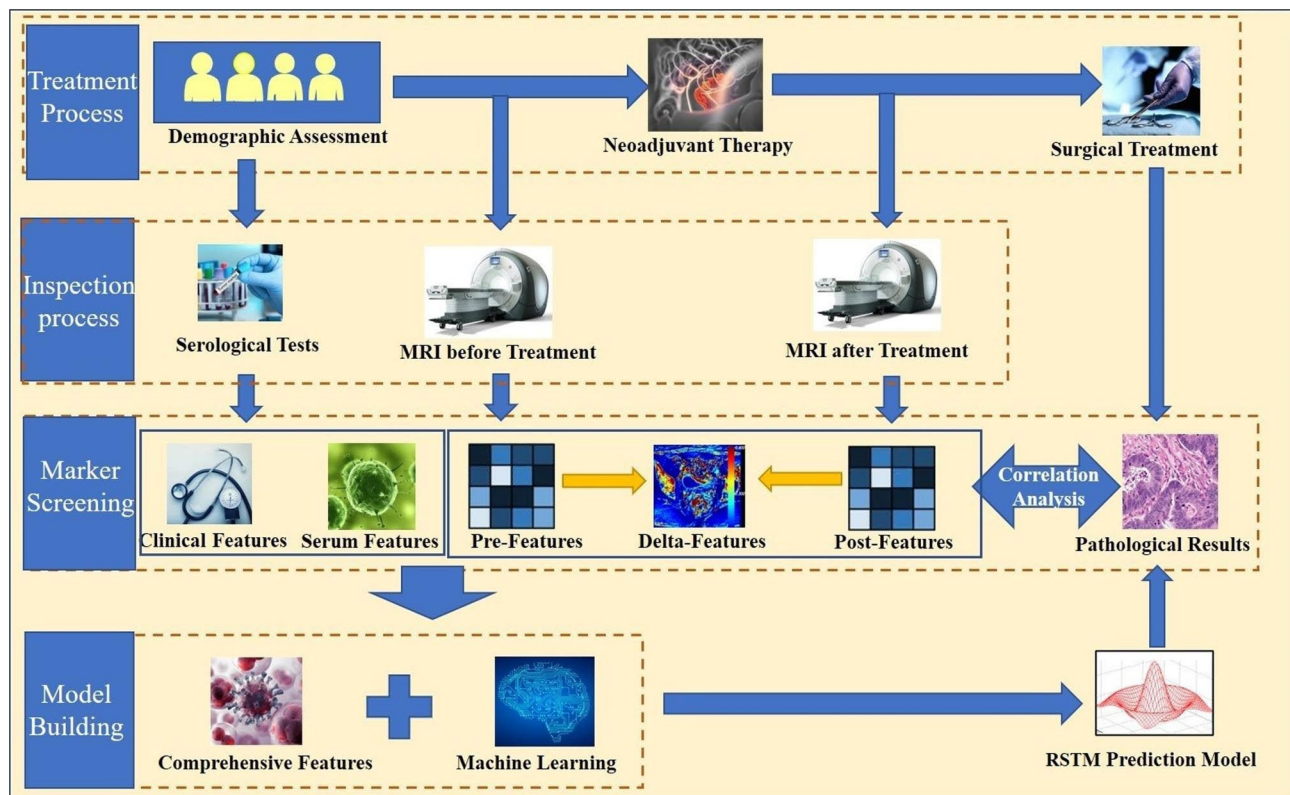 Treatment
Process
Demographic Assessment
Neoadjuvant Therapy
Surgical Treatment
Inspection
process
Serological Tests
MRI before Treatment
MRI after Treatment
Marker
Screening
Clinical Features
Serum Features
Pre-Features
Delta-Features
Post-Features
Correlation
Analysis
Pathological Results
Model
Building
Comprehensive Features
Machine Learning
RSTM Prediction Model